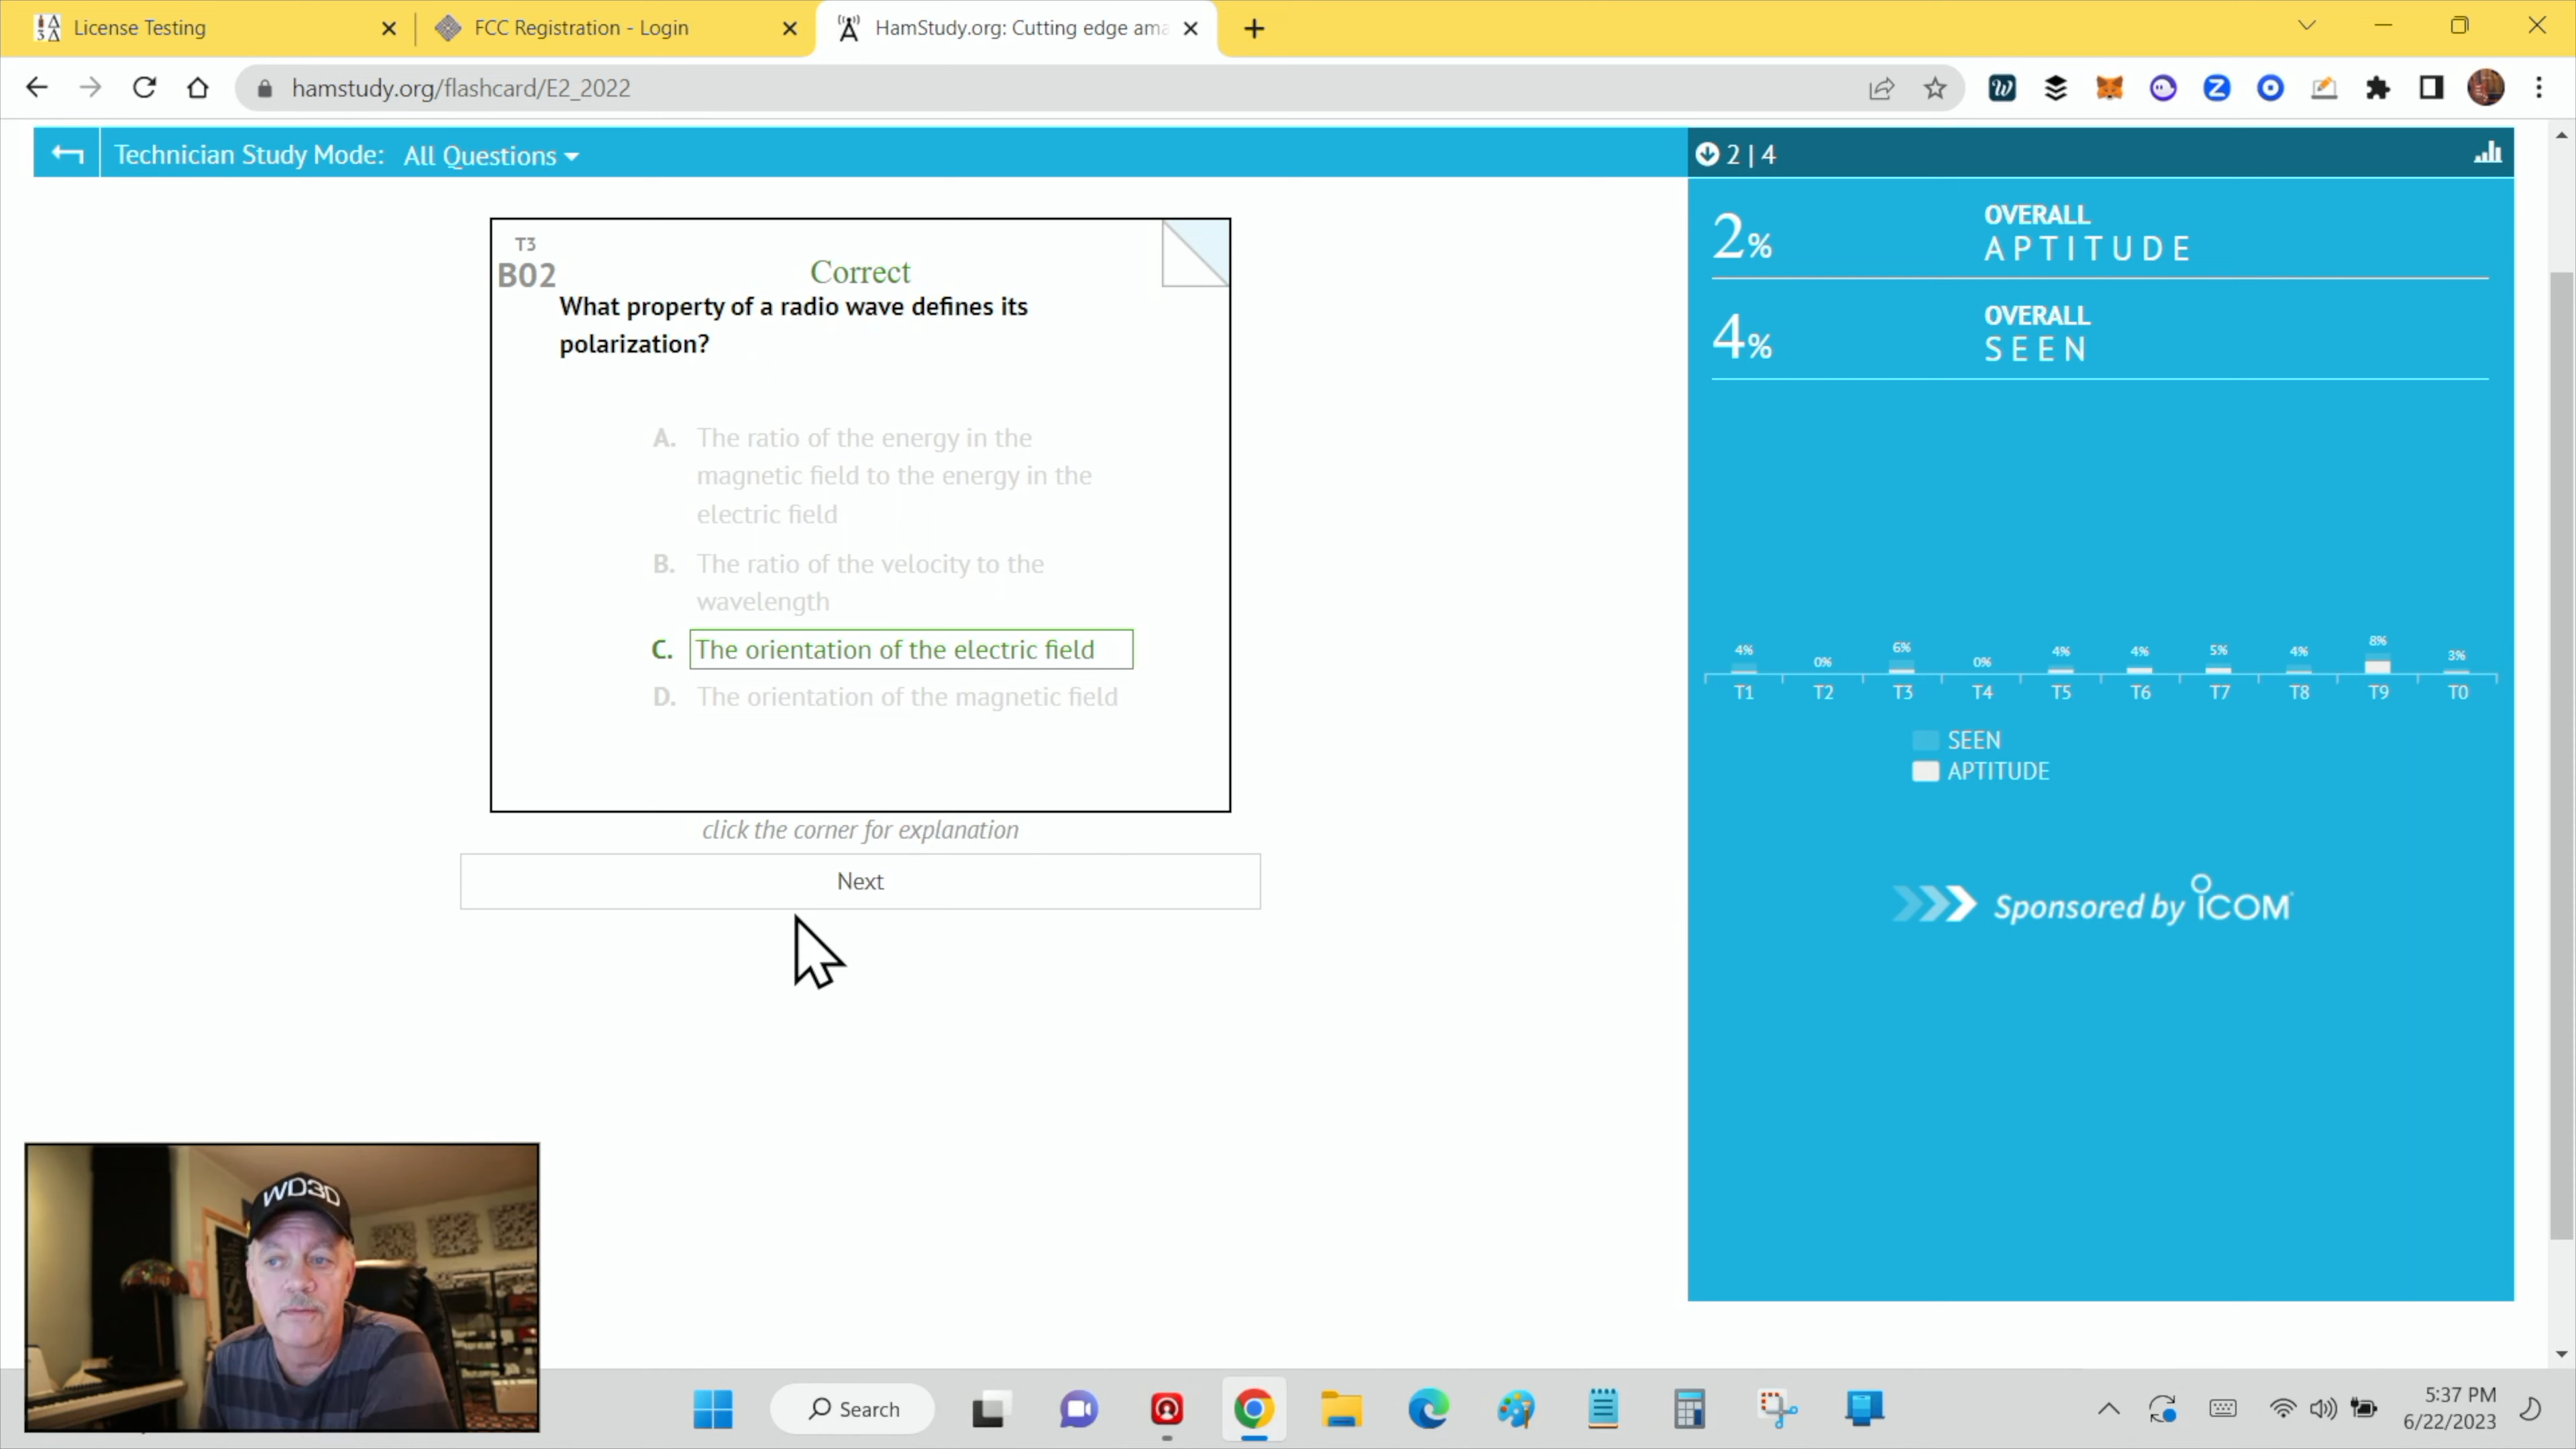 License Testing
FCC Registration - Login
HamStudy.org: Cutting edge ama
hamstudy.org/flashcard/E2_2022
Technician Study Mode: All Questions
2 | 4
T3
B02
Correct
What property of a radio wave defines its
polarization?
A. The ratio of the energy in the
magnetic field to the energy in the
electric field
B. The ratio of the velocity to the
wavelength
C. The orientation of the electric field
D. The orientation of the magnetic field
click the corner for explanation
Next
2% OVERALL
APTITUDE
4% OVERALL
SEEN
4% 0% 6% 0% 4% 4% 5% 4% 8% 3%
T1 T2 T3 T4 T5 T6 T7 T8 T9 T0
SEEN
APTITUDE
Sponsored by ICOM
WD3D
Search
5:37 PM
6/22/2023